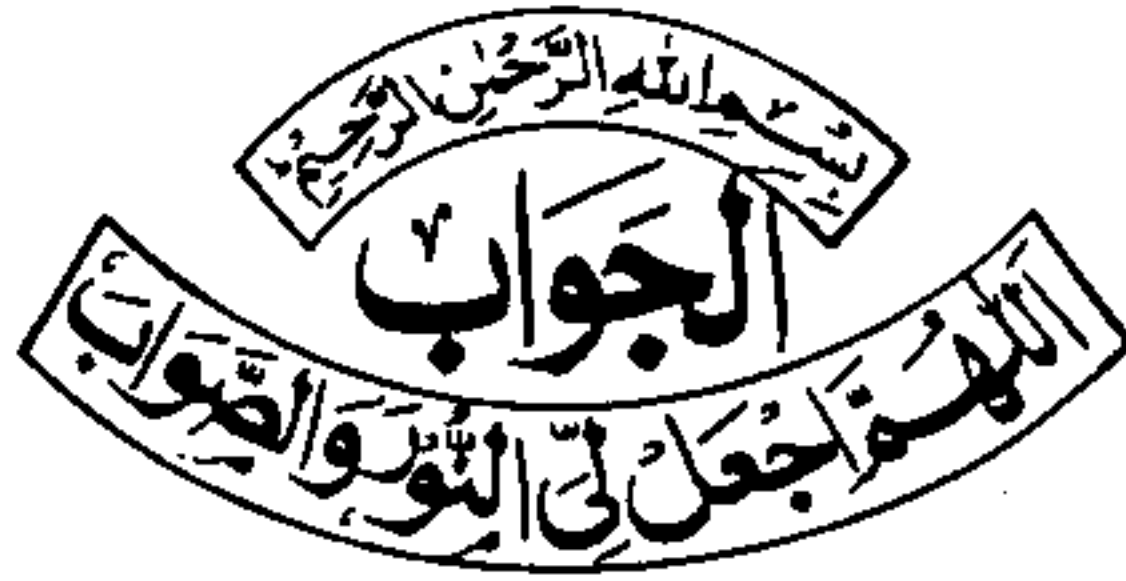 بِسْمِ اللّٰهِ الرَّحْمٰنِ الرَّحِيْمِ
اَلْجَوَابُ
اَللّٰهُمَّ اجْعَلْ لِيَّ النُّوْرَ وَالصَّوَابَ